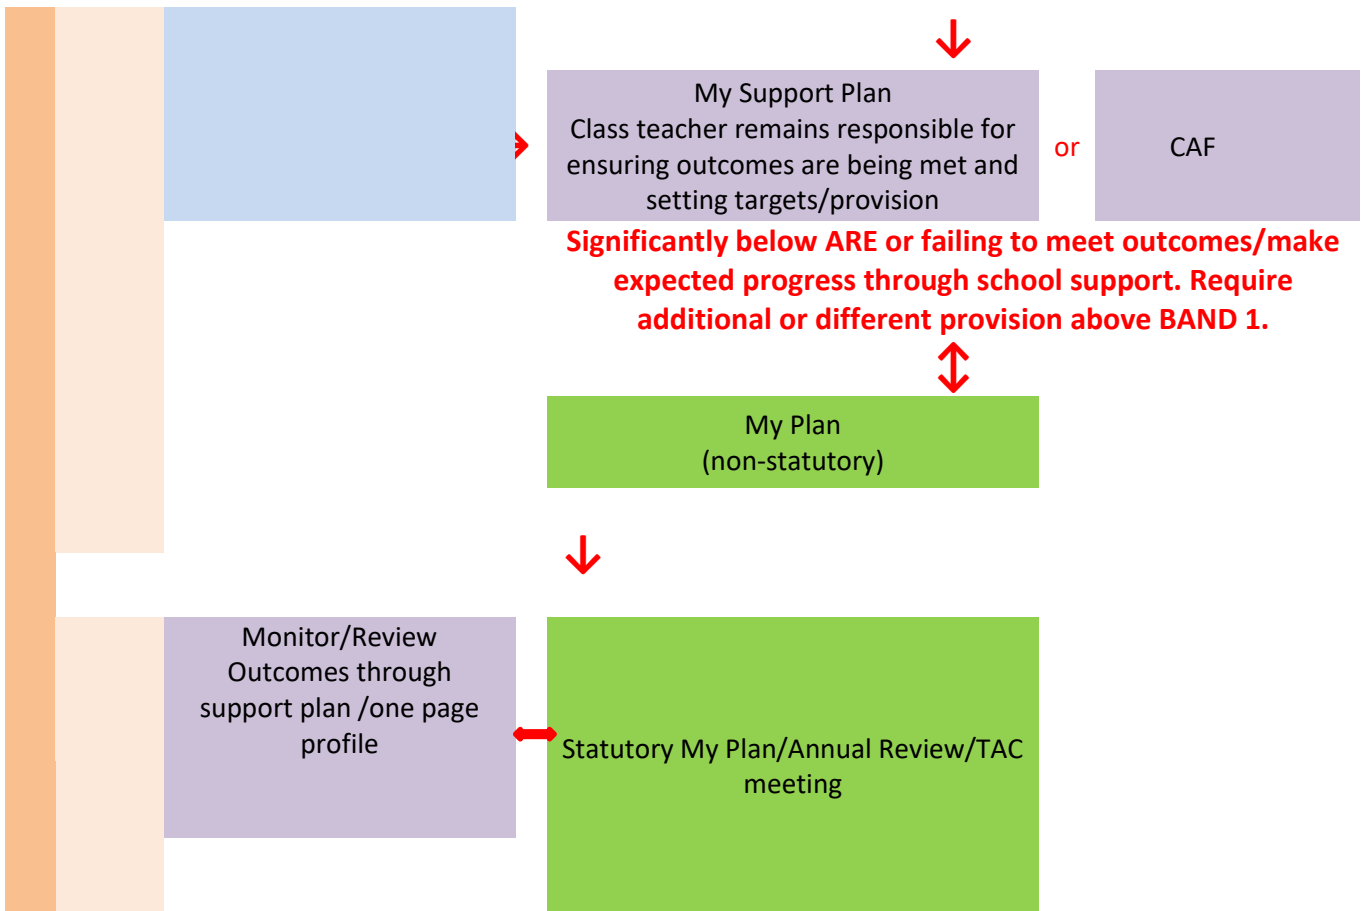 My Support Plan
Class teacher remains responsible for
ensuring outcomes are being met and
setting targets/provision
or
CAF
Significantly below ARE or failing to meet outcomes/make
expected progress through school support. Require
additional or different provision above BAND 1.
My Plan
(non-statutory)
Monitor/Review
Outcomes through
support plan /one page
profile
Statutory My Plan/Annual Review/TAC
meeting